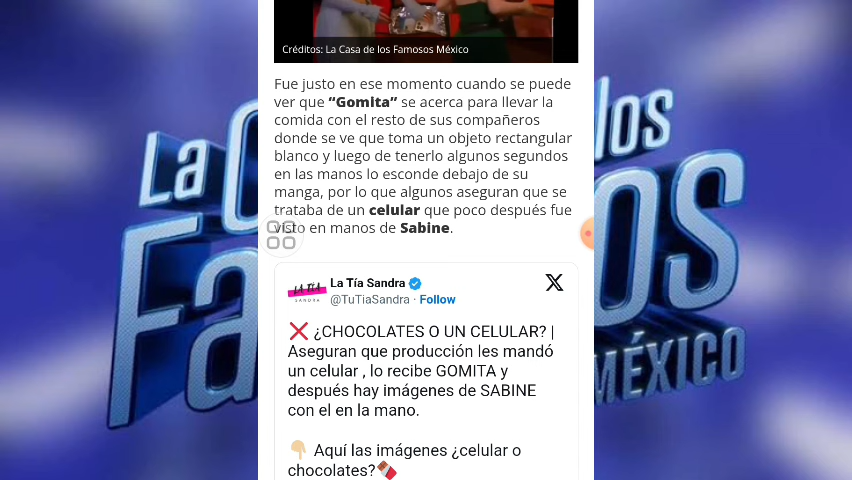 Créditos: La Casa de los Famosos México
Fue justo en ese momento cuando se puede
ver que “Gomita” se acerca para llevar la
comida con el resto de sus compañeros
donde se ve que toma un objeto rectangular
blanco y luego de tenerlo algunos segundos
en las manos lo esconde debajo de su
manga, por lo que algunos aseguran que se
trataba de un celular que poco después fue
visto en manos de Sabine.
LA TÍA
SANDRA
La Tía Sandra
@TuTiaSandra · Follow
❌ ¿CHOCOLATES O UN CELULAR? |
Aseguran que producción les mandó
un celular , lo recibe GOMITA y
después hay imágenes de SABINE
con el en la mano.
👇🏼 Aquí las imágenes ¿celular o
chocolates?🍫
La
los
Fa
OS
MÉXICO